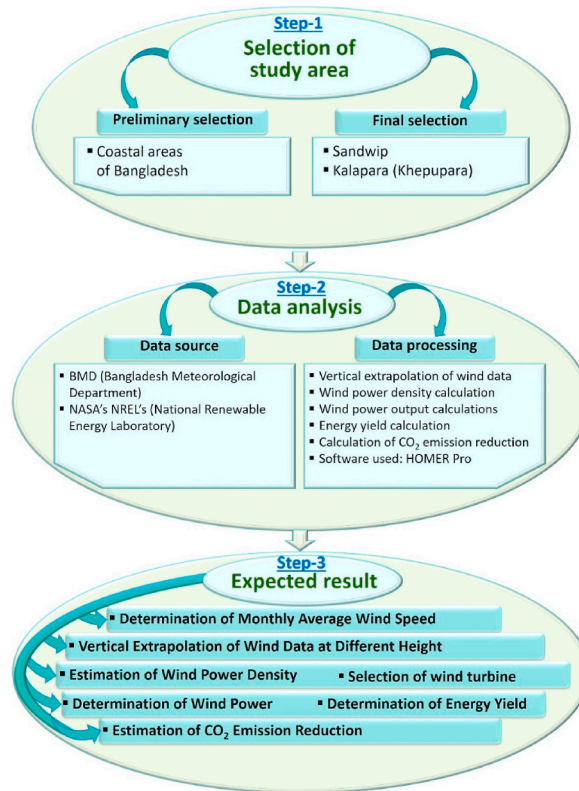 Step-1
Selection of
study area
Preliminary selection
▪ Coastal areas
of Bangladesh
Final selection
▪ Sandwip
▪ Kalapara (Khepupara)
Step-2
Data analysis
Data source
▪ BMD (Bangladesh Meteorological
Department)
▪ NASA's NREL's (National Renewable
Energy Laboratory)
Data processing
▪ Vertical extrapolation of wind data
▪ Wind power density calculation
▪ Wind power output calculations
▪ Energy yield calculation
▪ Calculation of CO₂ emission reduction
▪ Software used: HOMER Pro
Step-3
Expected result
▪ Determination of Monthly Average Wind Speed
▪ Vertical Extrapolation of Wind Data at Different Height
▪ Estimation of Wind Power Density ▪ Selection of wind turbine
▪ Determination of Wind Power ▪ Determination of Energy Yield
▪ Estimation of CO₂ Emission Reduction